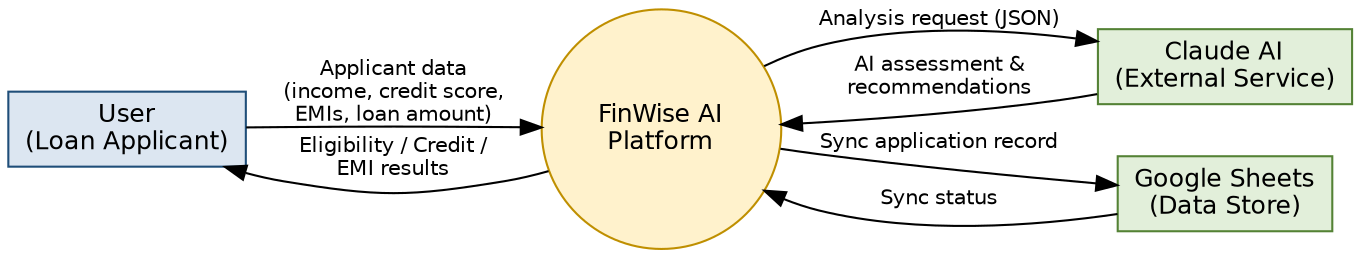 User
(Loan Applicant)
Applicant data
(income, credit score,
EMIs, loan amount)
Eligibility / Credit /
EMI results
FinWise AI
Platform
Analysis request (JSON)
AI assessment &
recommendations
Sync application record
Sync status
Claude AI
(External Service)
Google Sheets
(Data Store)